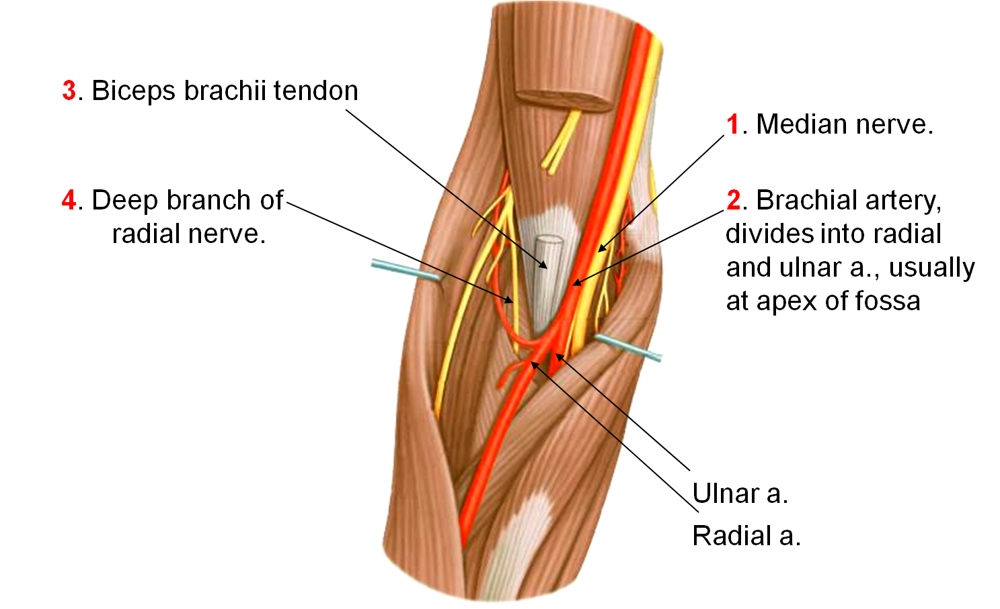 3. Biceps brachii tendon
4. Deep branch of
radial nerve.
1. Median nerve.
2. Brachial artery,
divides into radial
and ulnar a., usually
at apex of fossa
Ulnar a.
Radial a.